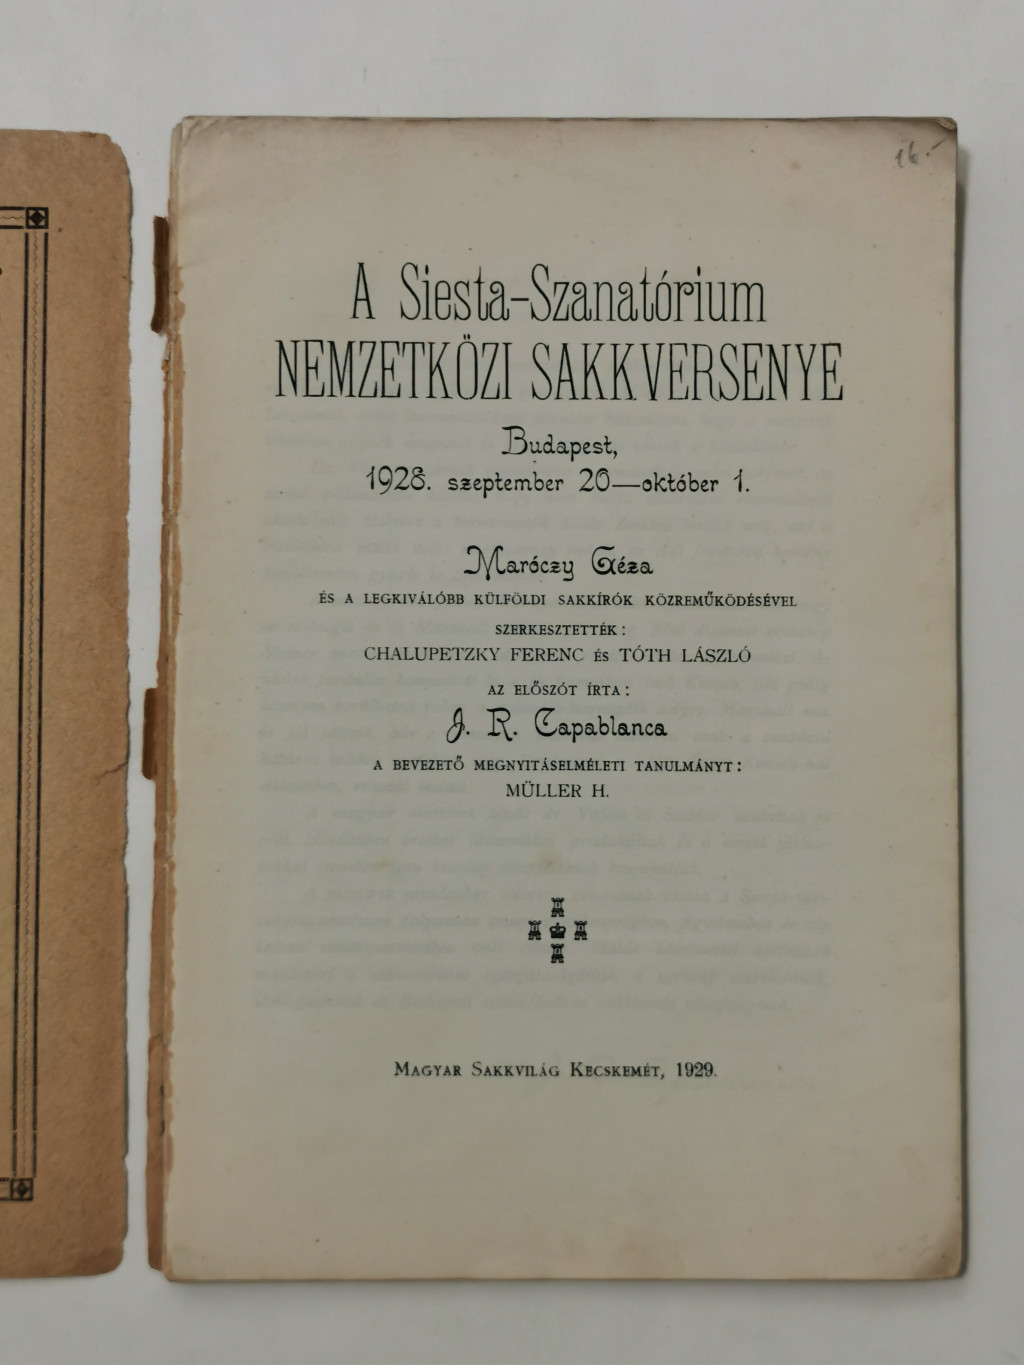 16.-
A Siesta-Szanatórium
NEMZETKÖZI SAKKVERSENYE
Budapest,
1928. szeptember 20—október 1.
Maróczy Géza
ÉS A LEGKIVÁLÓBB KÜLFÖLDI SAKKÍRÓK KÖZREMŰKÖDÉSÉVEL
SZERKESZTETTÉK:
CHALUPETZKY FERENC ÉS TÓTH LÁSZLÓ
AZ ELŐSZÓT ÍRTA:
J. R. Capablanca
A BEVEZETŐ MEGNYITÁSELMÉLETI TANULMÁNYT:
MÜLLER H.
MAGYAR SAKKVILÁG KECSKEMÉT, 1929.